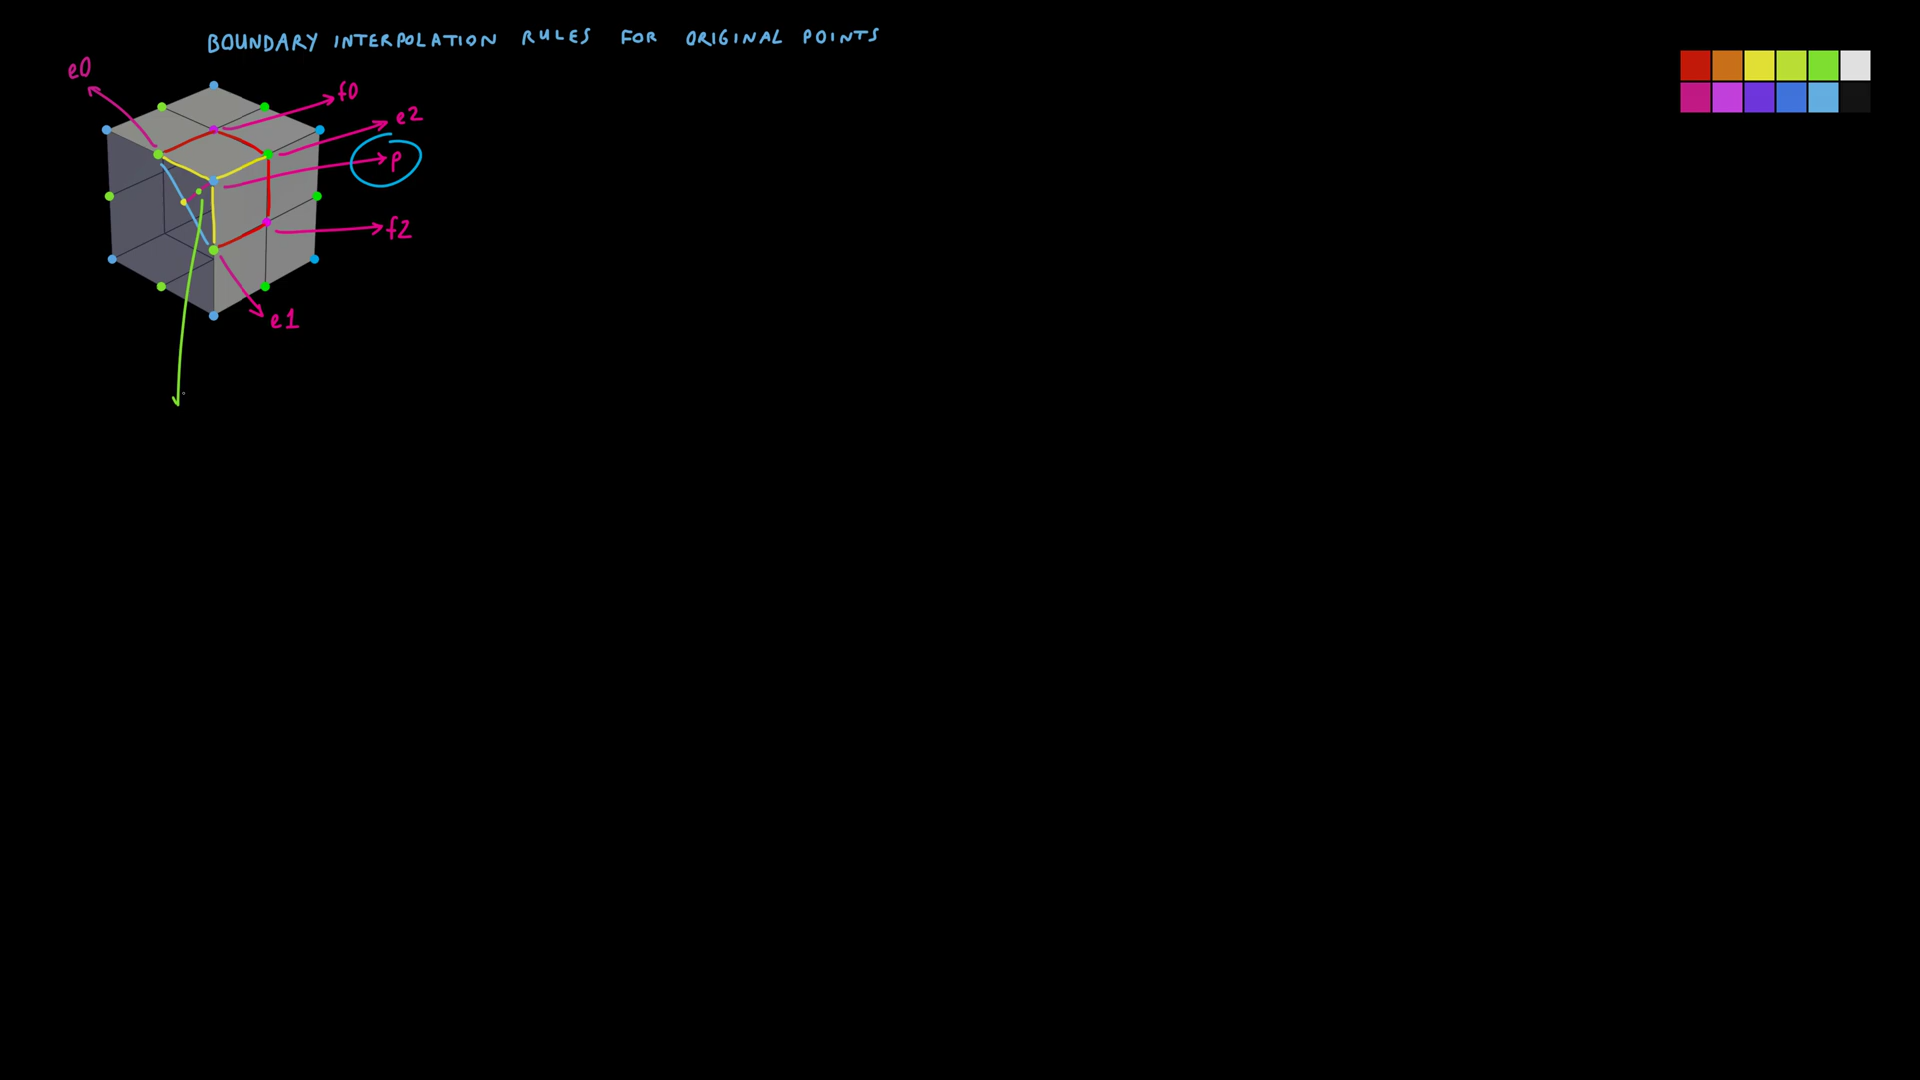 BOUNDARY INTERPOLATION RULES FOR ORIGINAL POINTS
e0
f0
e2
p
f2
e1